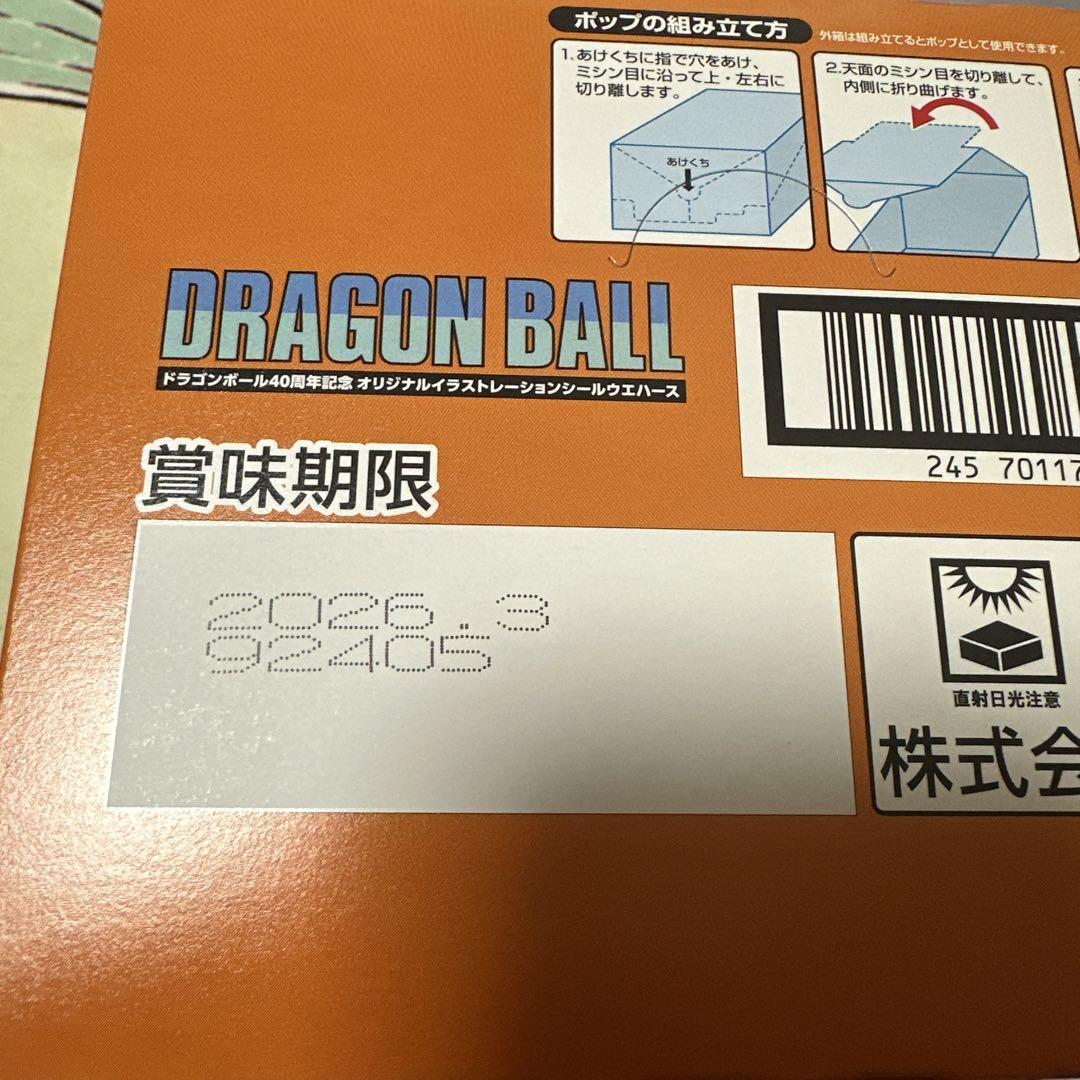 ポップの組み立て方
外箱は組み立てるとポップとして使用できます。
1.あけくちに指で穴をあけ、
ミシン目に沿って上・左右に
切り離します。
あけくち
2.天面のミシン目を切り離して、
内側に折り曲げます。
DRAGON BALL
ドラゴンボール40周年記念 オリジナルイラストレーションシールウエハース
245 70117
賞味期限
2026. 3
92405
直射日光注意
株式会